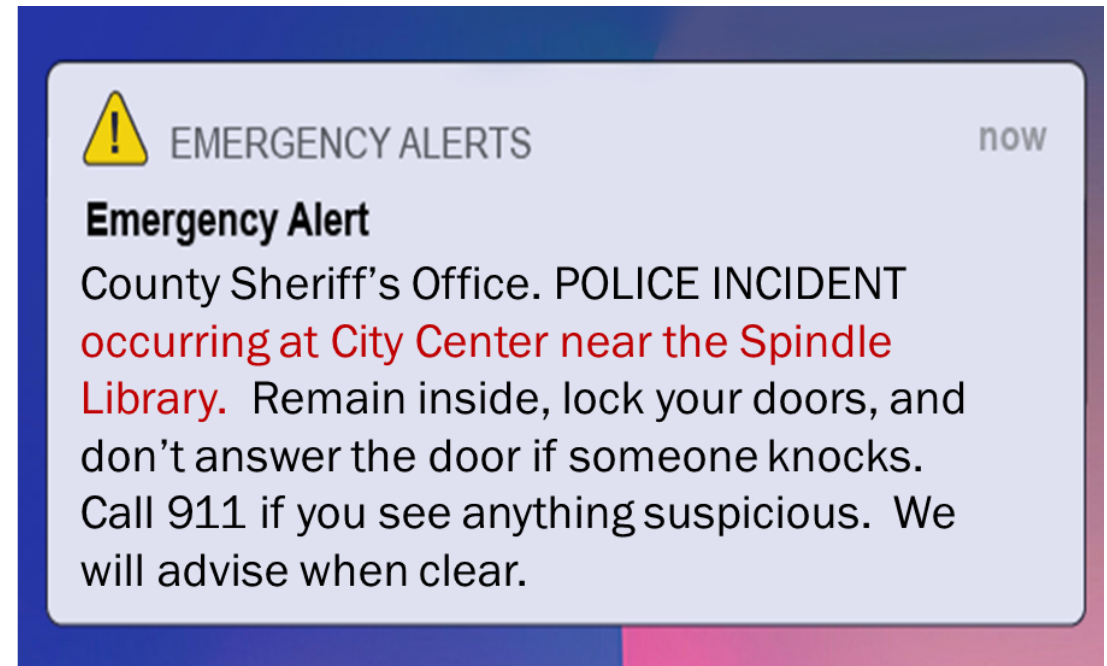 EMERGENCY ALERTS
now
Emergency Alert
County Sheriff’s Office. POLICE INCIDENT
occurring at City Center near the Spindle
Library.  Remain inside, lock your doors, and
don’t answer the door if someone knocks.
Call 911 if you see anything suspicious.  We
will advise when clear.